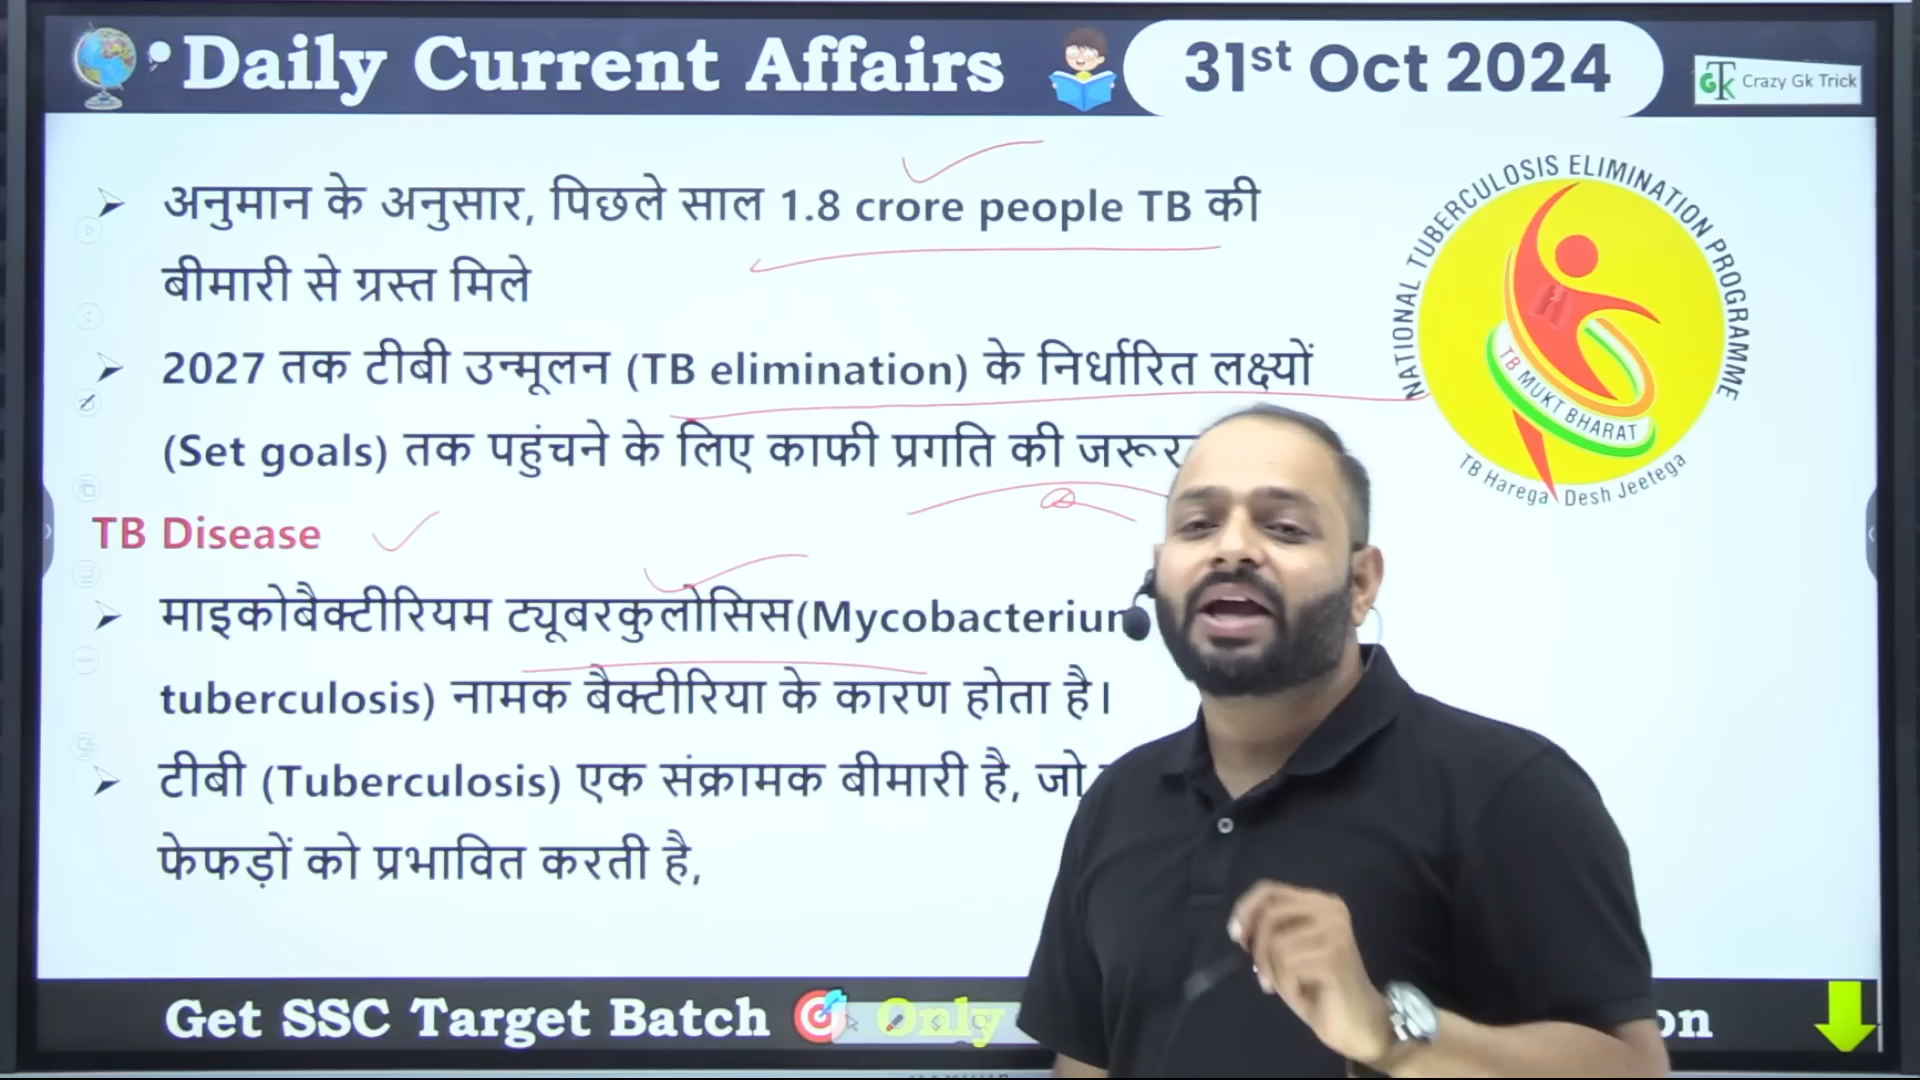 Daily Current Affairs
31st Oct 2024
GTK Crazy Gk Trick
अनुमान के अनुसार, पिछले साल 1.8 crore people TB की
बीमारी से ग्रस्त मिले
2027 तक टीबी उन्मूलन (TB elimination) के निर्धारित लक्ष्यों
(Set goals) तक पहुंचने के लिए काफी प्रगति की
NATIONAL TUBERCULOSIS ELIMINATION PROGRAMME
TB MUKT BHARAT
TB Harega Desh Jeetega
TB Disease
माइकोबैक्टीरियम ट्यूबरकुलोसिस(Mycobacterium
tuberculosis) नामक बैक्टीरिया के कारण होता है।
टीबी (Tuberculosis) एक संक्रामक बीमारी है, जो
फेफड़ों को प्रभावित करती है,
Get SSC Target Batch Only